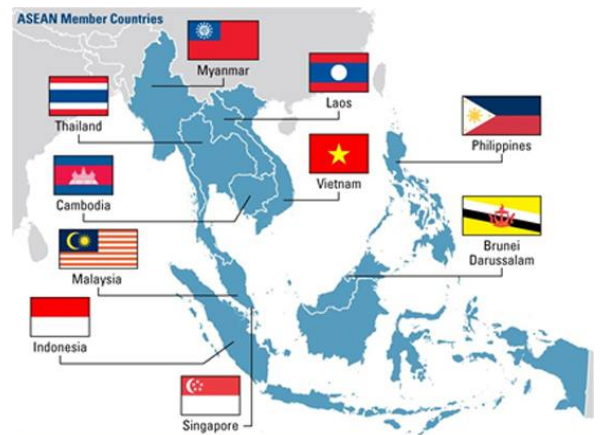 ASEAN Member Countries
Myanmar
Laos
Thailand
Philippines
Vietnam
Cambodia
Brunei
Darussalam
Malaysia
Indonesia
Singapore